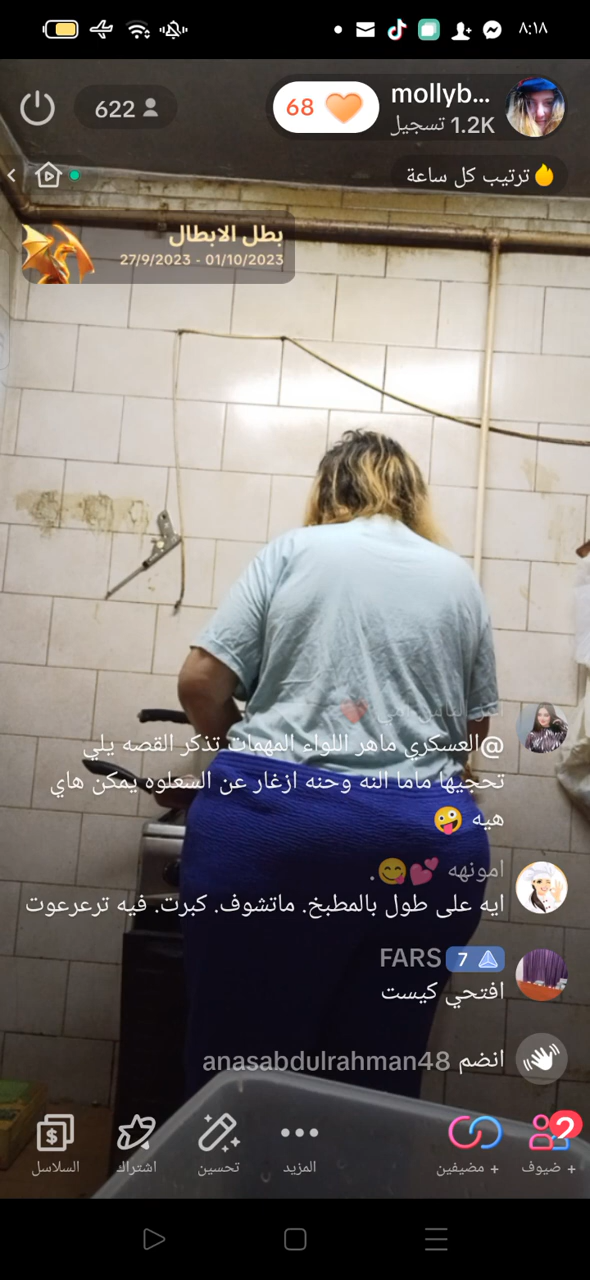 ٨:١٨
mollyb...
1.2K تسجيل
68
622
ترتيب كل ساعة
بطل الابطال
27/9/2023 - 01/10/2023
@العسكري ماهر اللواء المهمات تذكر القصه يلي
تحجيها ماما النه وحنه ازغار عن السعلوه يمكن هاي
هيه 🤪
امونهه 💕😋.
ايه على طول بالمطبخ. ماتشوف. كبرت. فيه ترعرعوت
FARS 7
افتحي كيست
anasabdulrahman48 انضم
2
+ ضيوف
+ مضيفين
المزيد
تحسين
اشتراك
السلاسل